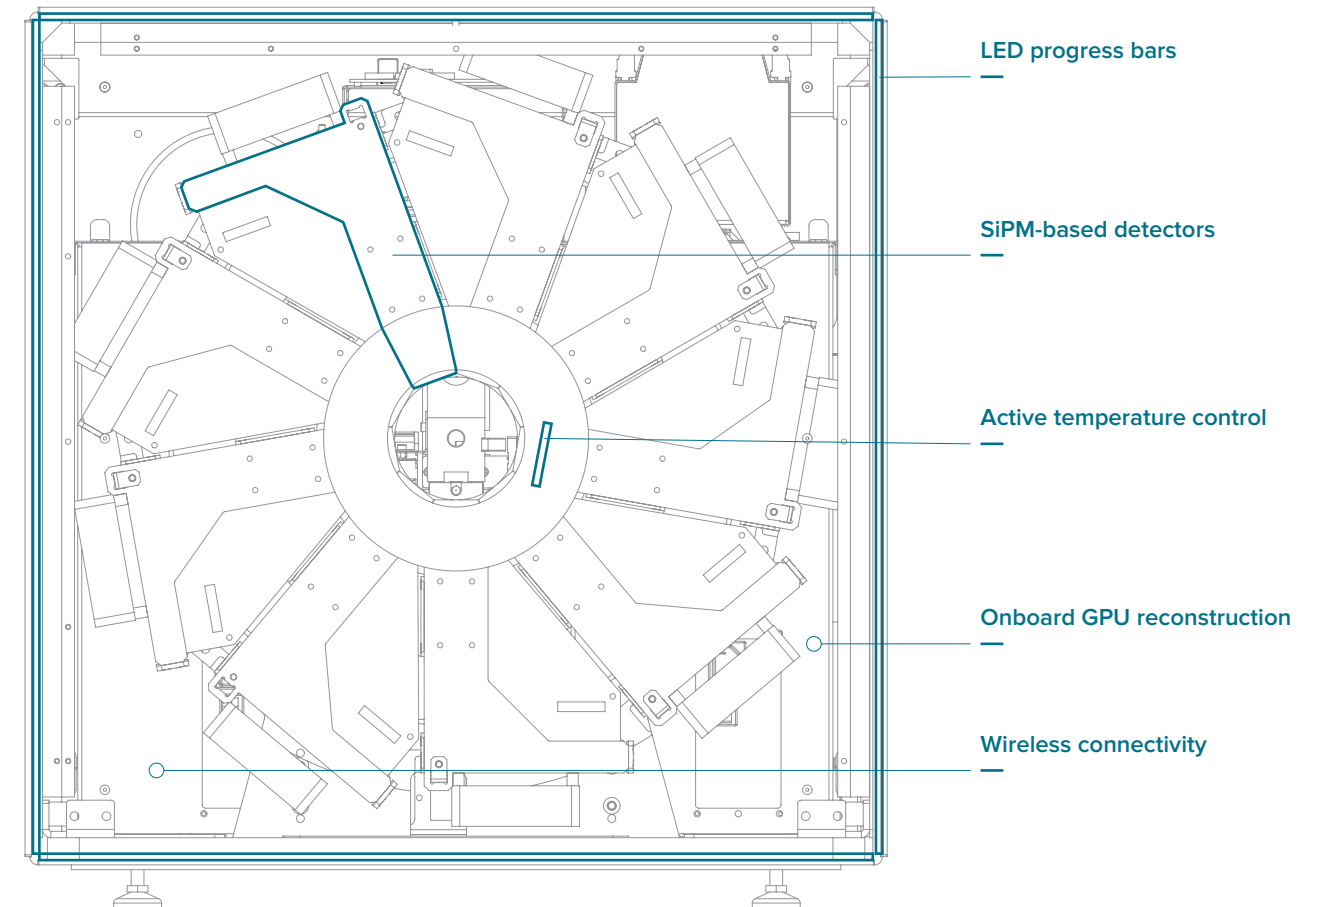 LED progress bars
SiPM-based detectors
Active temperature control
Onboard GPU reconstruction
Wireless connectivity